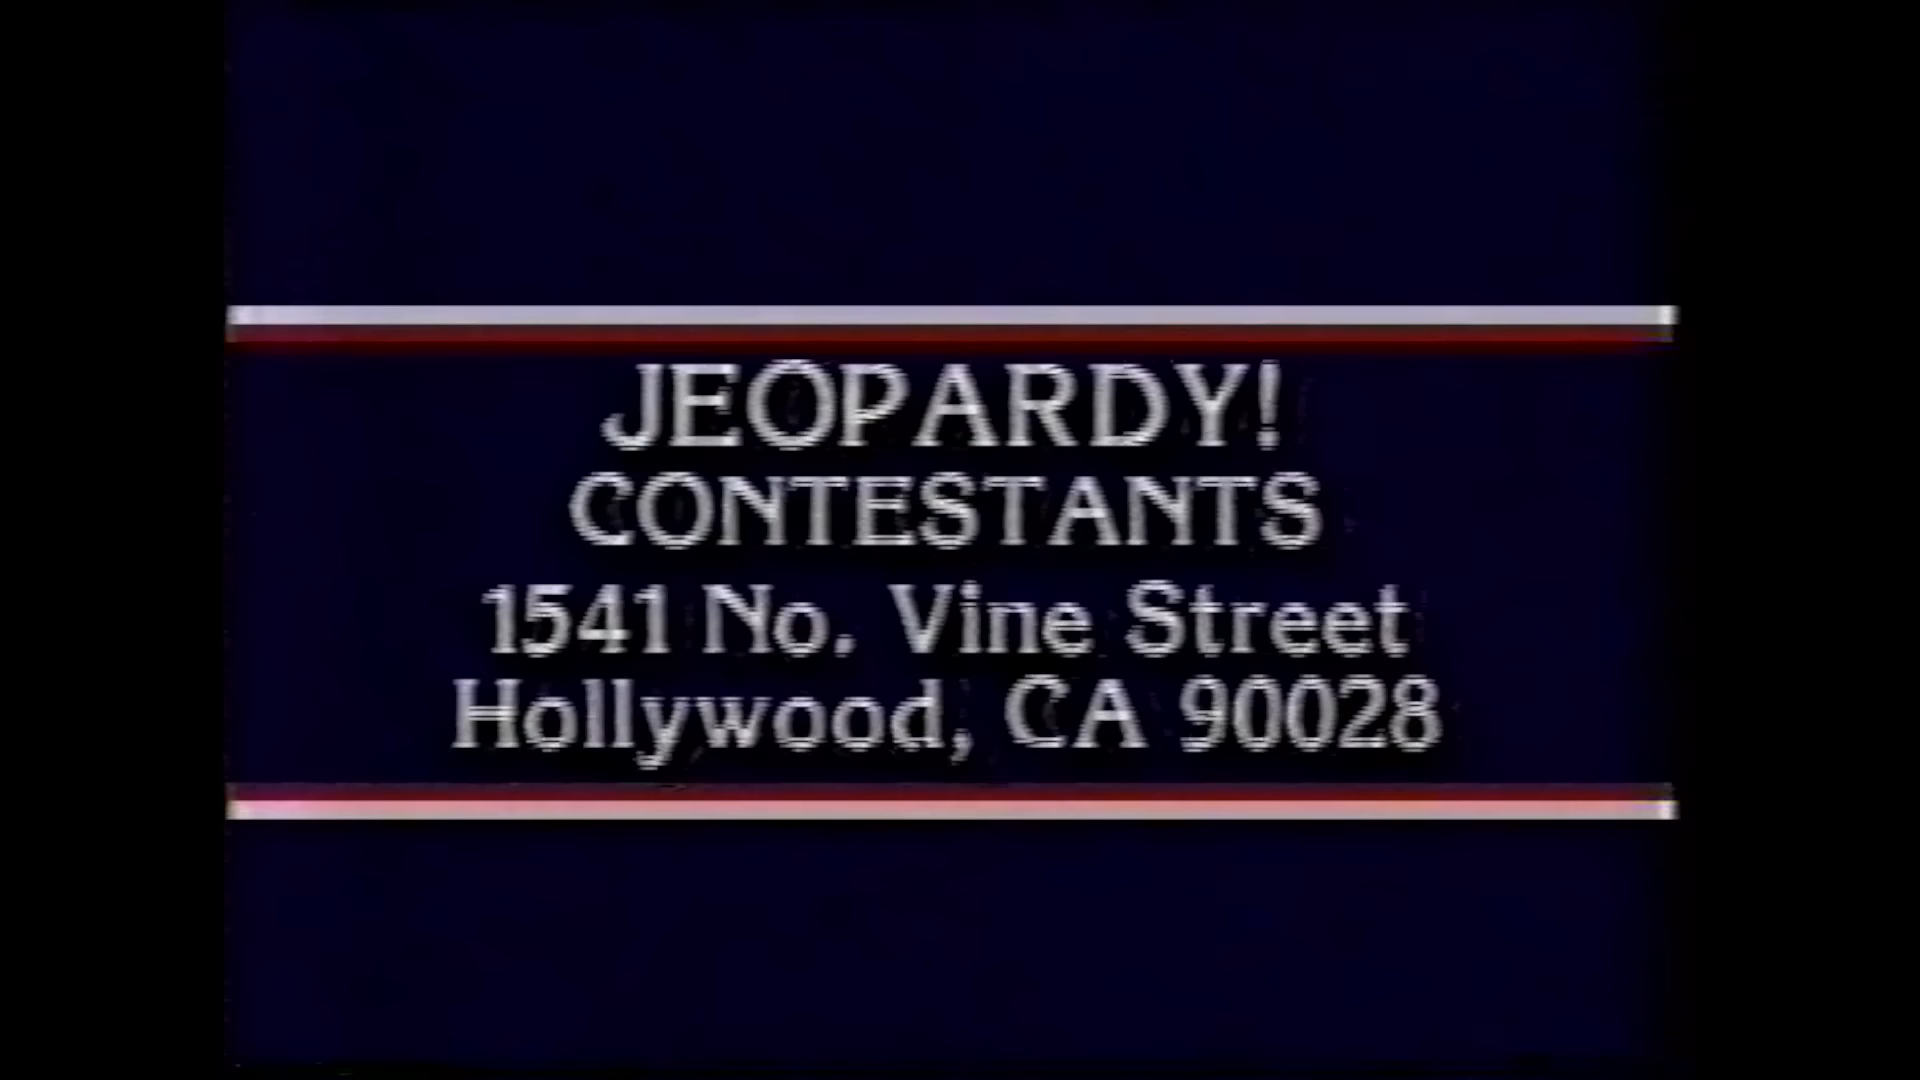 JEOPARDY!
CONTESTANTS
1541 No. Vine Street
Hollywood, CA 90028